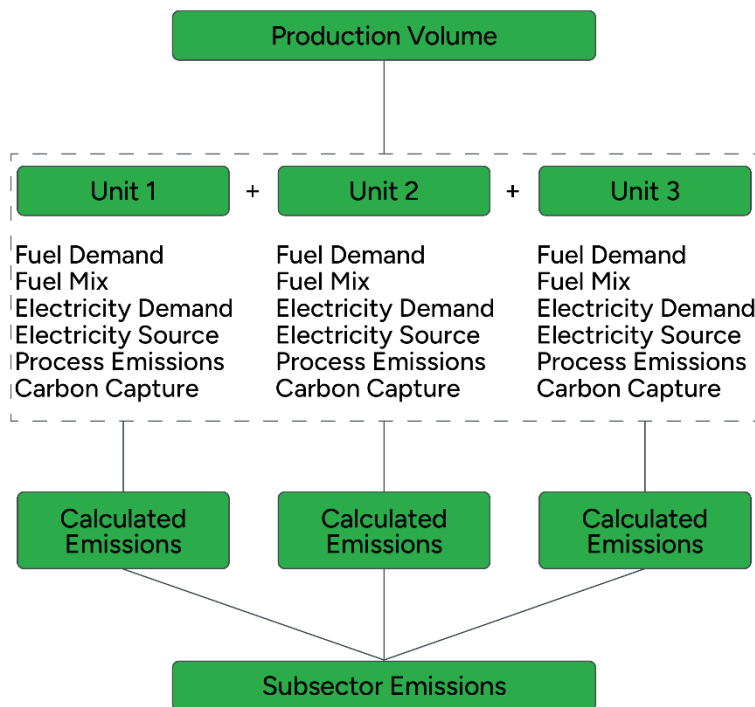 Production Volume
Unit 1 + Unit 2 + Unit 3
Fuel Demand
Fuel Mix
Electricity Demand
Electricity Source
Process Emissions
Carbon Capture
Fuel Demand
Fuel Mix
Electricity Demand
Electricity Source
Process Emissions
Carbon Capture
Fuel Demand
Fuel Mix
Electricity Demand
Electricity Source
Process Emissions
Carbon Capture
Calculated
Emissions
Calculated
Emissions
Calculated
Emissions
Subsector Emissions